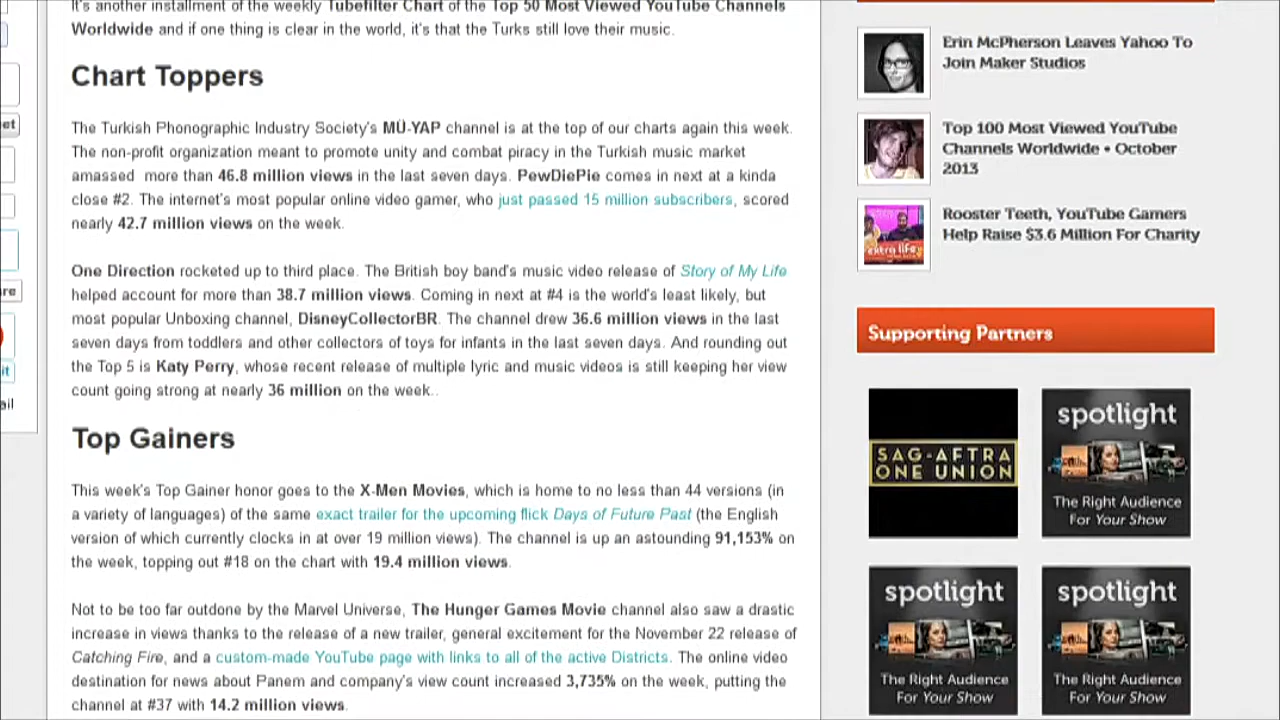 It's another installment of the weekly Tubefilter Chart of the Top 50 Most Viewed YouTube Channels
Worldwide and if one thing is clear in the world, it's that the Turks still love their music.
Chart Toppers
The Turkish Phonographic Industry Society's MÜ-YAP channel is at the top of our charts again this week.
The non-profit organization meant to promote unity and combat piracy in the Turkish music market
amassed more than 46.8 million views in the last seven days. PewDiePie comes in next at a kinda
close #2. The internet's most popular online video gamer, who just passed 15 million subscribers, scored
nearly 42.7 million views on the week.
One Direction rocketed up to third place. The British boy band's music video release of Story of My Life
helped account for more than 38.7 million views. Coming in next at #4 is the world's least likely, but
most popular Unboxing channel, DisneyCollectorBR. The channel drew 36.6 million views in the last
seven days from toddlers and other collectors of toys for infants in the last seven days. And rounding out
the Top 5 is Katy Perry, whose recent release of multiple lyric and music videos is still keeping her view
count going strong at nearly 36 million on the week..
Top Gainers
This week's Top Gainer honor goes to the X-Men Movies, which is home to no less than 44 versions (in
a variety of languages) of the same exact trailer for the upcoming flick Days of Future Past (the English
version of which currently clocks in at over 19 million views). The channel is up an astounding 91,153% on
the week, topping out #18 on the chart with 19.4 million views.
Not to be too far outdone by the Marvel Universe, The Hunger Games Movie channel also saw a drastic
increase in views thanks to the release of a new trailer, general excitement for the November 22 release of
Catching Fire, and a custom-made YouTube page with links to all of the active Districts. The online video
destination for news about Panem and company's view count increased 3,735% on the week, putting the
channel at #37 with 14.2 million views.
Erin McPherson Leaves Yahoo To
Join Maker Studios
Top 100 Most Viewed YouTube
Channels Worldwide • October
2013
extra life
Rooster Teeth, YouTube Gamers
Help Raise $3.6 Million For Charity
Supporting Partners
SAG-AFTRA
ONE UNION
spotlight
The Right Audience
For Your Show
spotlight
The Right Audience
For Your Show
spotlight
The Right Audience
For Your Show